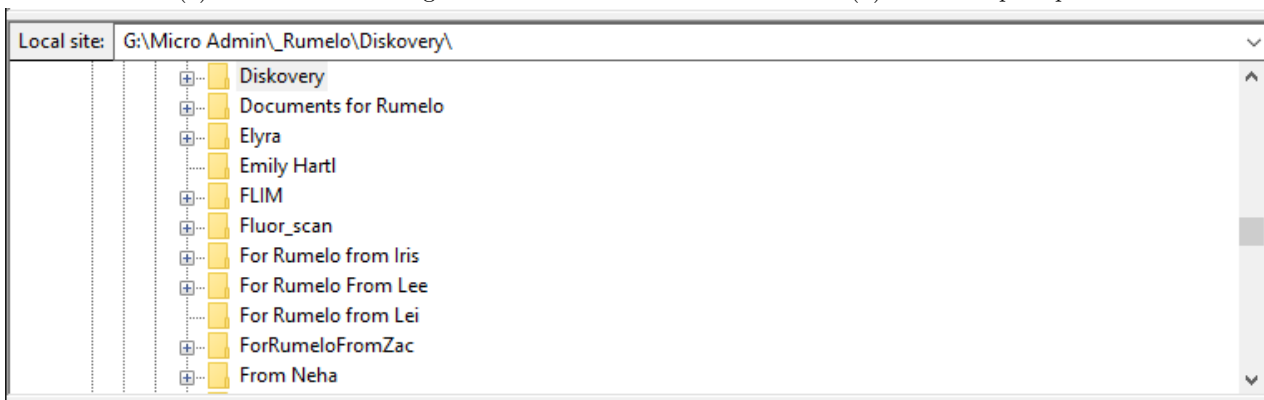 Local site: G:\Micro Admin\_Rumelo\Diskovery\
Diskovery
Documents for Rumelo
Elyra
Emily Hartl
FLIM
Fluor_scan
For Rumelo from Iris
For Rumelo From Lee
For Rumelo from Lei
ForRumeloFromZac
From Neha